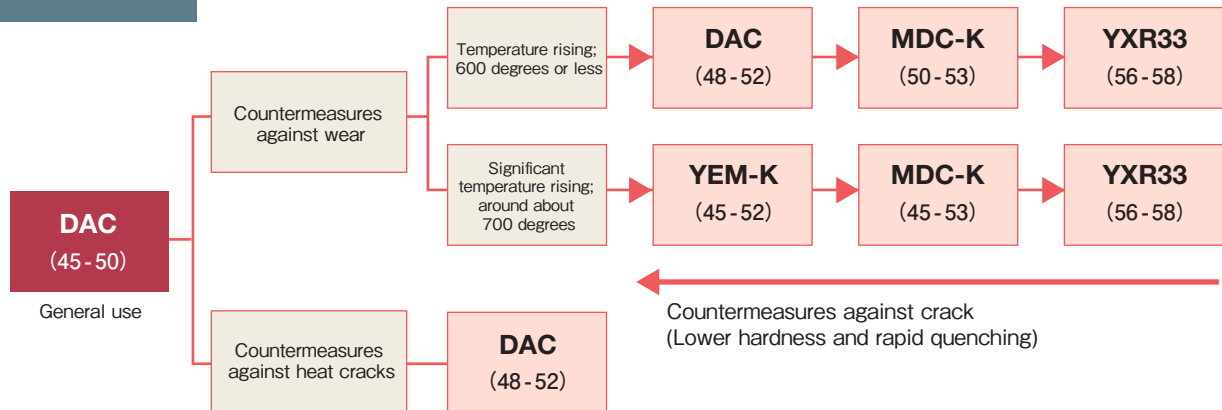 Temperature rising;
600 degrees or less
DAC
(48-52)
MDC-K
(50-53)
YXR33
(56-58)
Countermeasures
against wear
Significant
temperature rising;
around about
700 degrees
YEM-K
(45-52)
MDC-K
(45-53)
YXR33
(56-58)
DAC
(45-50)
General use
Countermeasures against crack
(Lower hardness and rapid quenching)
Countermeasures
against heat cracks
DAC
(48-52)